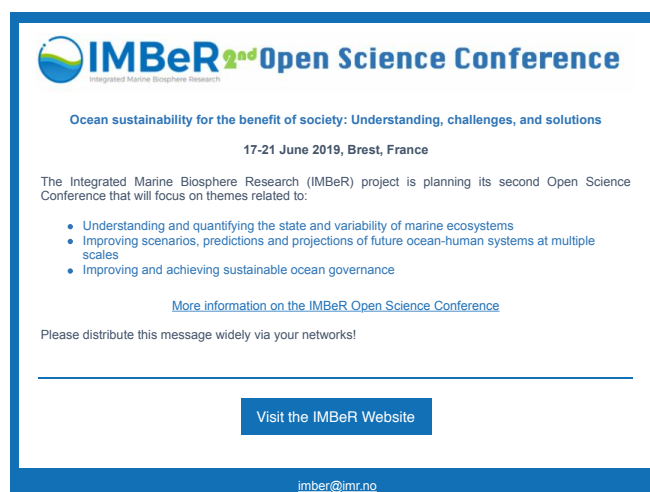 IMBeR 2nd Open Science Conference
Integrated Marine Biosphere Research
Ocean sustainability for the benefit of society: Understanding, challenges, and solutions
17-21 June 2019, Brest, France
The Integrated Marine Biosphere Research (IMBeR) project is planning its second Open Science
Conference that will focus on themes related to:
• Understanding and quantifying the state and variability of marine ecosystems
• Improving scenarios, predictions and projections of future ocean-human systems at multiple
scales
• Improving and achieving sustainable ocean governance
More information on the IMBeR Open Science Conference
Please distribute this message widely via your networks!
Visit the IMBeR Website
imber@imr.no